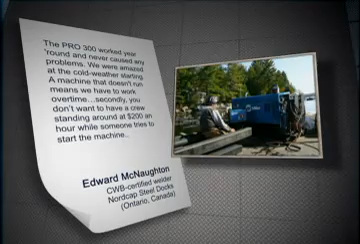 The PRO 300 worked year
'round and never caused any
problems. We were amazed
at the cold-weather starting.
A machine that doesn't run
means we have to work
overtime...secondly, you
don't want to have a crew
standing around at $200 an
hour while someone tries to
start the machine...
Edward McNaughton
CWB-certified welder
Nordcap Steel Docks
(Ontario, Canada)